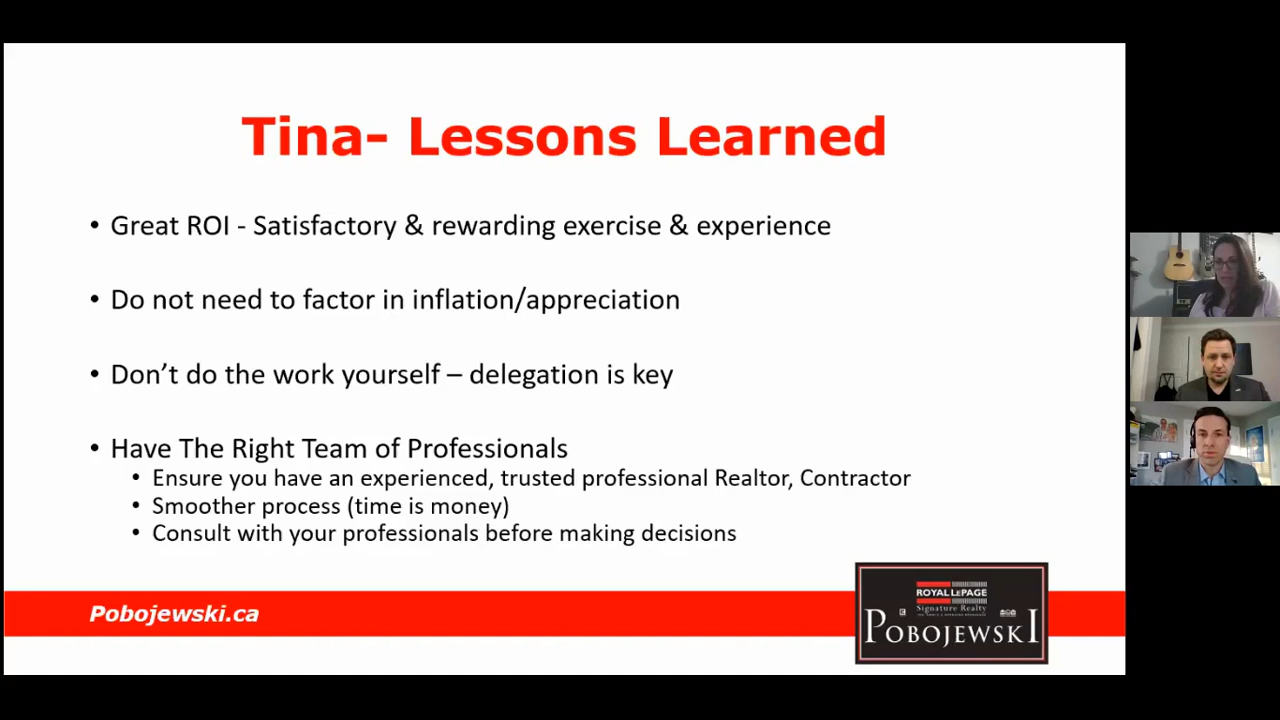 Tina- Lessons Learned
• Great ROI - Satisfactory & rewarding exercise & experience
• Do not need to factor in inflation/appreciation
• Don’t do the work yourself – delegation is key
• Have The Right Team of Professionals
• Ensure you have an experienced, trusted professional Realtor, Contractor
• Smoother process (time is money)
• Consult with your professionals before making decisions
Pobojewski.ca
ROYAL LEPAGE
Signature Realty
POBOJEWSKI